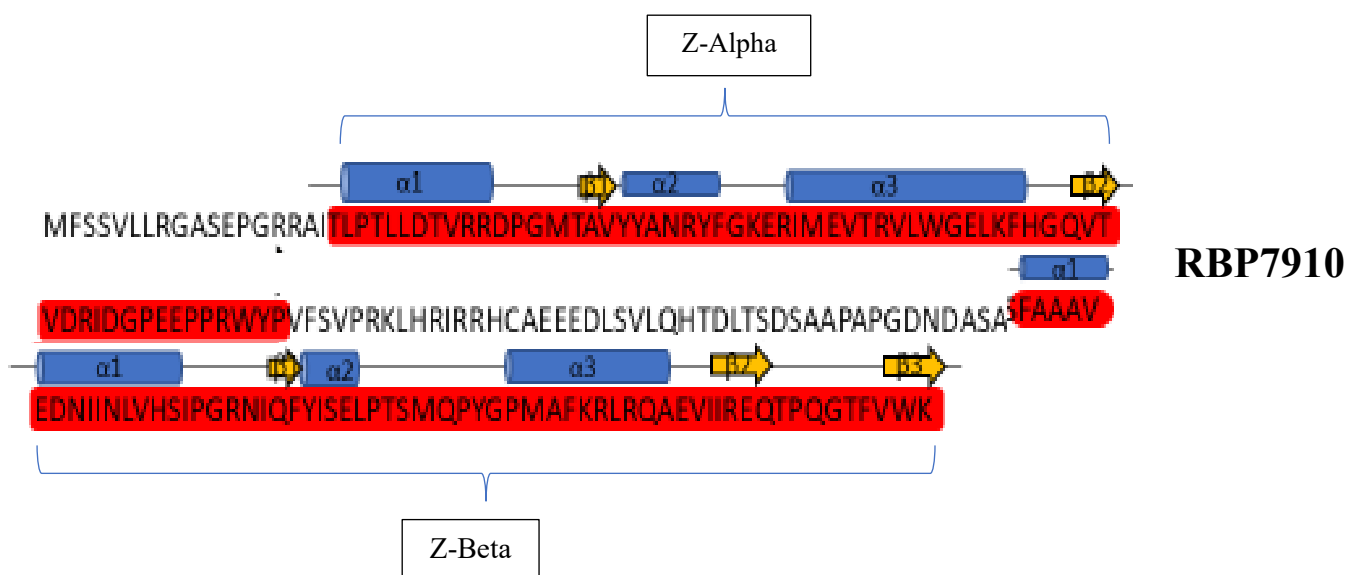 Z-Alpha
α1 β1 α2 α3 β2
MFSSVLLRGASEPGRRAITLPTLLDTVRRDPGMTAVYYANRYFGKERIMEVTRVLWGELKFHGQVT
RBP7910
α1
VDRIDGPEEPPRWYPVFSVPRKLHRIRRHCAEEEDLSVLQHTDLTSDSAAPAPGDNDASASFAAAV
α1 β1 α2 α3 β2 β3
EDNIINLVHSIPGRNIQFYISELPTSMQPYGPMAFKRLRQAEVIIREQTPQGTFVWK
Z-Beta